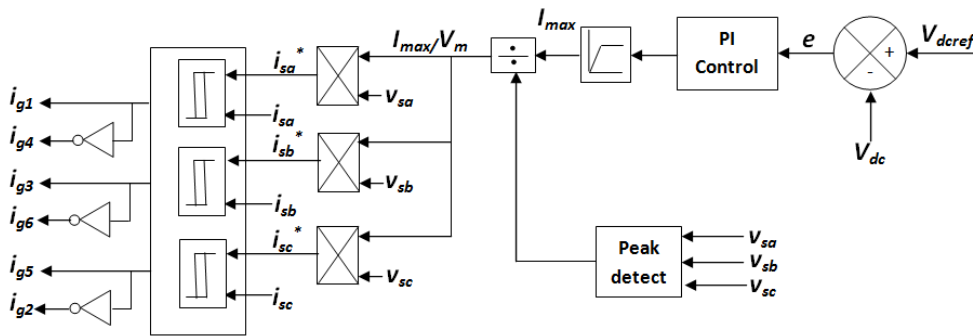 I_max/V_m
I_max
PI
Control
e
V_dcref
+
-
V_dc
÷
i_sa*
v_sa
i_sa
i_sb*
v_sb
i_sb
i_sc*
v_sc
i_sc
i_g1
i_g4
i_g3
i_g6
i_g5
i_g2
Peak
detect
v_sa
v_sb
v_sc